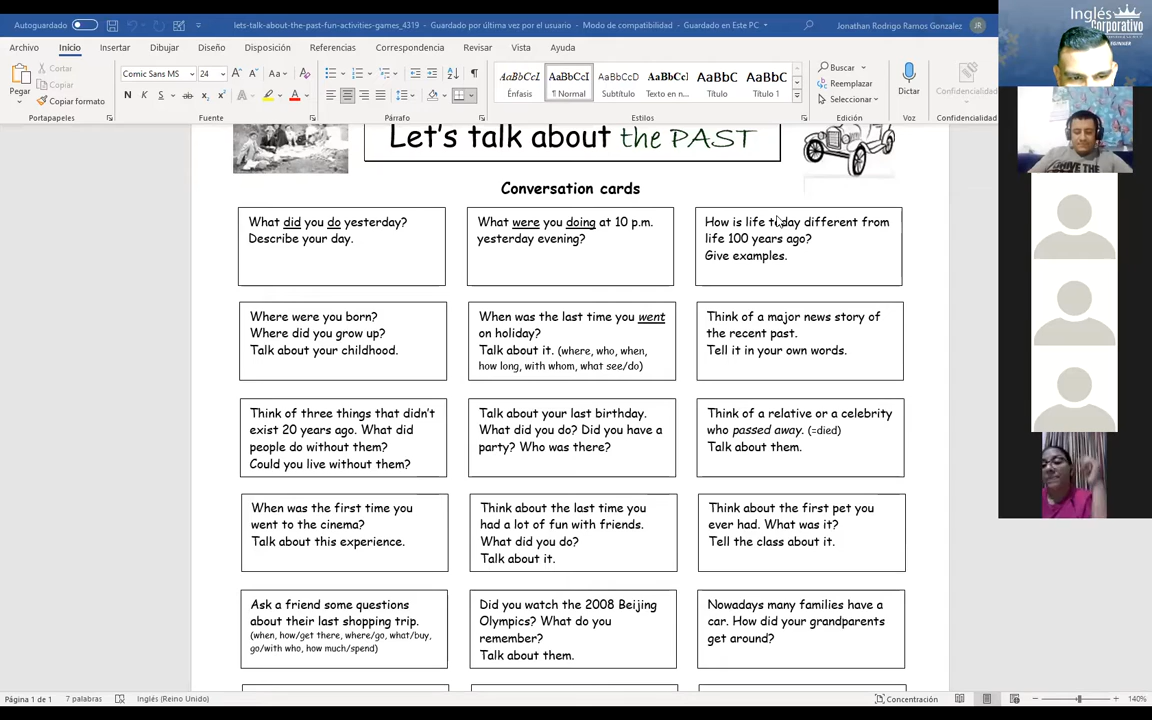 Autoguardado
lets-talk-about-the-past-fun-activities-games_4319 - Guardado por última vez por el usuario - Modo de compatibilidad - Guardado en Este PC
Jonathan Rodrigo Ramos Gonzalez
JR
Archivo Inicio Insertar Dibujar Diseño Disposición Referencias Correspondencia Revisar Vista Ayuda
Pegar
Cortar
Copiar
Copiar formato
Portapapeles
Comic Sans MS 24
N K S
Fuente
Párrafo
AaBbCcI AaBbCcI AaBbCcD AaBbCcI AaBbC AaBbC
Énfasis ¶ Normal Subtítulo Texto en n... Título Título 1
Estilos
Buscar
Reemplazar
Seleccionar
Edición
Dictar
Voz
Confidencialidad
Confidencialidad
Inglés
Corporativo
Let's talk about the PAST
Conversation cards
What did you do yesterday?
Describe your day.
What were you doing at 10 p.m.
yesterday evening?
How is life today different from
life 100 years ago?
Give examples.
Where were you born?
Where did you grow up?
Talk about your childhood.
When was the last time you went
on holiday?
Talk about it. (where, who, when,
how long, with whom, what see/do)
Think of a major news story of
the recent past.
Tell it in your own words.
Think of three things that didn't
exist 20 years ago. What did
people do without them?
Could you live without them?
Talk about your last birthday.
What did you do? Did you have a
party? Who was there?
Think of a relative or a celebrity
who passed away. (=died)
Talk about them.
When was the first time you
went to the cinema?
Talk about this experience.
Think about the last time you
had a lot of fun with friends.
What did you do?
Talk about it.
Think about the first pet you
ever had. What was it?
Tell the class about it.
Ask a friend some questions
about their last shopping trip.
(when, how/get there, where/go, what/buy,
go/with who, how much/spend)
Did you watch the 2008 Beijing
Olympics? What do you
remember?
Talk about them.
Nowadays many families have a
car. How did your grandparents
get around?
Página 1 de 1 7 palabras Inglés (Reino Unido)
Concentración
140%